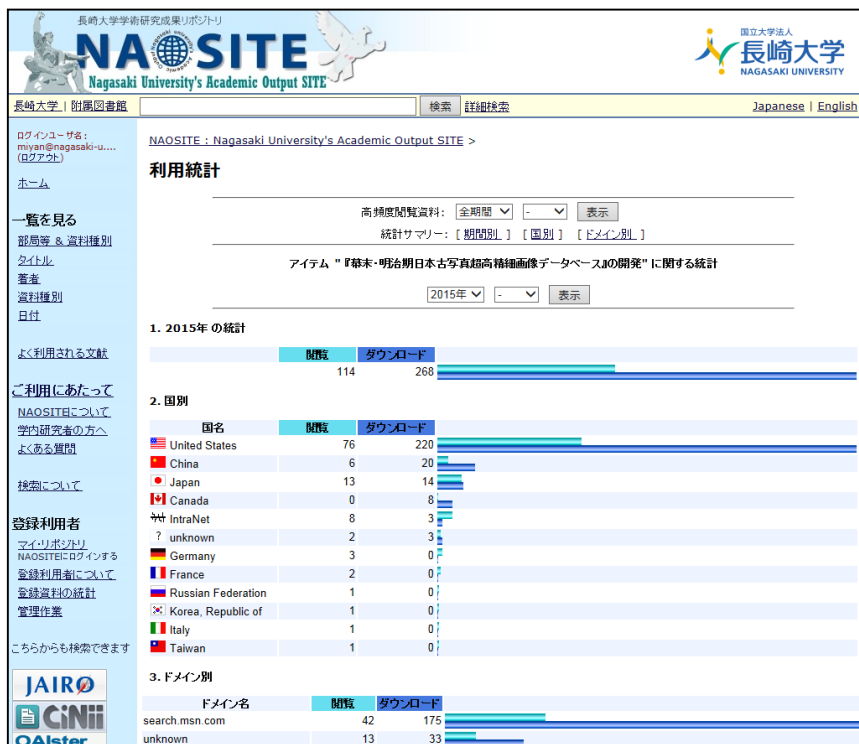 長崎大学学術研究成果リポジトリ
NAOSITE
Nagasaki University's Academic Output SITE
国立大学法人
長崎大学
NAGASAKI UNIVERSITY
長崎大学 | 附属図書館 検索 詳細検索 Japanese | English
ログインユーザ名:
miyan@nagasaki-u....
(ログアウト)
ホーム
一覧を見る
部局等 & 資料種別
タイトル
著者
資料種別
日付
よく利用される文献
ご利用にあたって
NAOSITEについて
学内研究者の方へ
よくある質問
検索について
登録利用者
マイ・リポジトリ
NAOSITEにログインする
登録利用者について
登録資料の統計
管理作業
こちらからも検索できます
JAIRO
CiNii
OAIster
NAOSITE : Nagasaki University's Academic Output SITE >
利用統計
高頻度閲覧資料: 全期間 - 表示
統計サマリー: [ 期間別 ] [ 国別 ] [ ドメイン別 ]
アイテム "『幕末・明治期日本古写真超高精細画像データベース』の開発" に関する統計
2015年 - 表示
1. 2015年 の統計
閲覧 ダウンロード
114 268
2. 国別
国名 閲覧 ダウンロード
United States 76 220
China 6 20
Japan 13 14
Canada 0 8
IntraNet 8 3
? unknown 2 3
Germany 3 0
France 2 0
Russian Federation 1 0
Korea, Republic of 1 0
Italy 1 0
Taiwan 1 0
3. ドメイン別
ドメイン名 閲覧 ダウンロード
search.msn.com 42 175
unknown 13 33